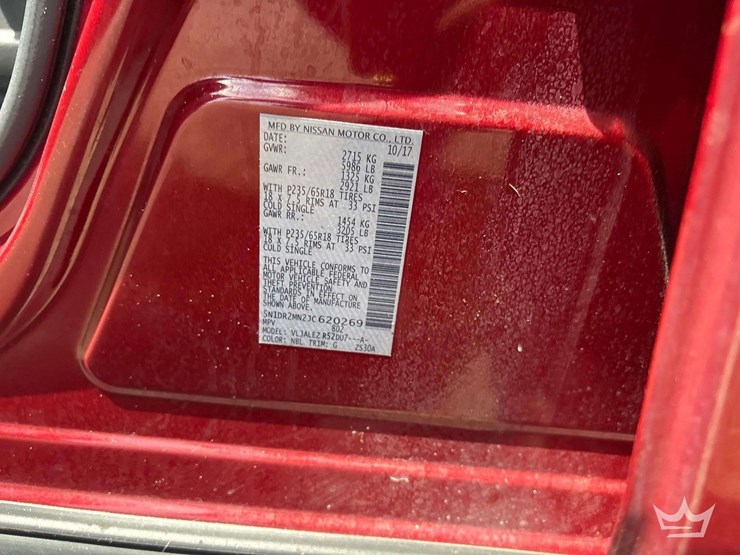 MFD BY NISSAN MOTOR CO., LTD.
DATE: 10/17
GVWR: 2715 KG
5986 LB
GAWR FR.: 1325 KG
2921 LB
WITH P235/65R18 TIRES
18 X 7.5 RIMS AT 33 PSI
COLD SINGLE
GAWR RR.: 1454 KG
3205 LB
WITH P235/65R18 TIRES
18 X 7.5 RIMS AT 33 PSI
COLD SINGLE
THIS VEHICLE CONFORMS TO
ALL APPLICABLE FEDERAL
MOTOR VEHICLE SAFETY AND
THEFT PREVENTION
STANDARDS IN EFFECT ON
THE DATE OF MANUFACTURE
SHOWN ABOVE.
5N1DR2MN2JC620269
MPV 802
MODEL: VLJALEZ R52DU7---A-
COLOR: NBL TRIM: G 2530A